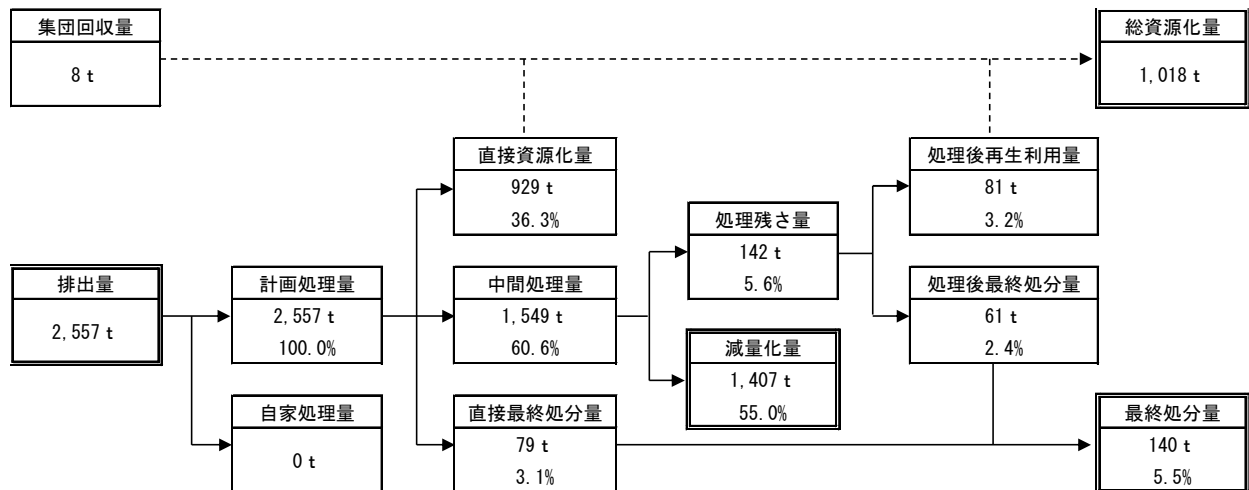 集団回収量
8 t
総資源化量
1,018 t
直接資源化量
929 t
36.3%
処理後再生利用量
81 t
3.2%
処理残さ量
142 t
5.6%
排出量
2,557 t
計画処理量
2,557 t
100.0%
中間処理量
1,549 t
60.6%
処理後最終処分量
61 t
2.4%
減量化量
1,407 t
55.0%
自家処理量
0 t
直接最終処分量
79 t
3.1%
最終処分量
140 t
5.5%